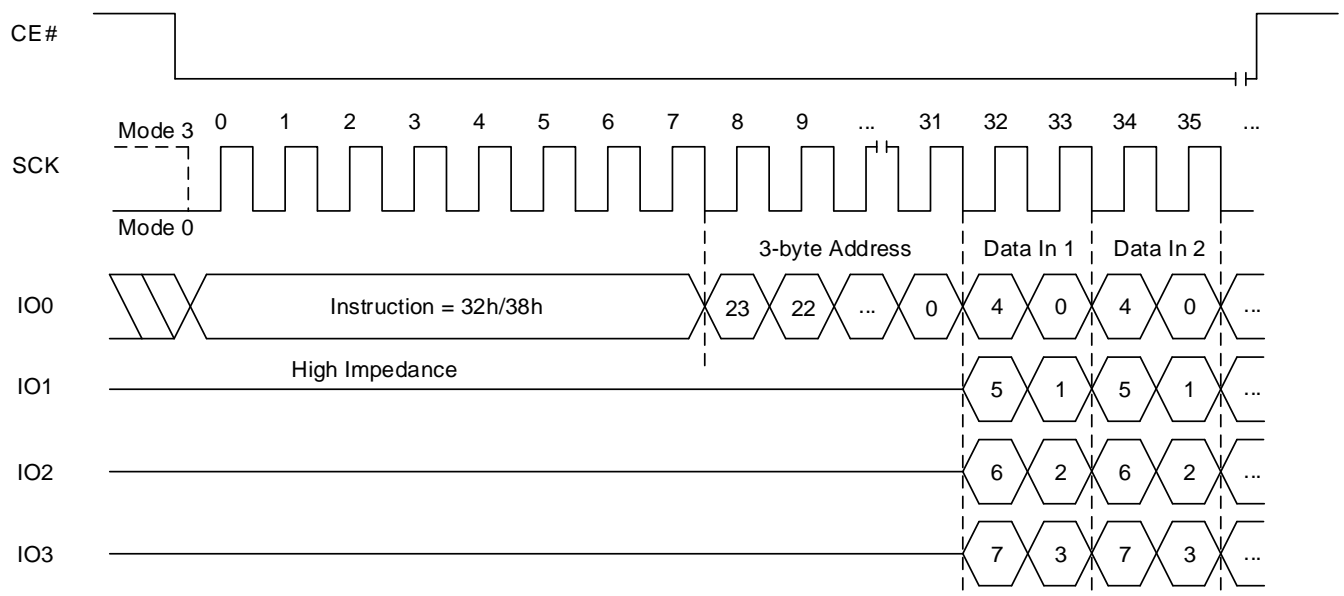 CE#
Mode 3 0 1 2 3 4 5 6 7 8 9 ... 31 32 33 34 35 ...
SCK
Mode 0
3-byte Address Data In 1 Data In 2
IO0 Instruction = 32h/38h 23 22 ... 0 4 0 4 0 ...
High Impedance
IO1 5 1 5 1 ...
IO2 6 2 6 2 ...
IO3 7 3 7 3 ...